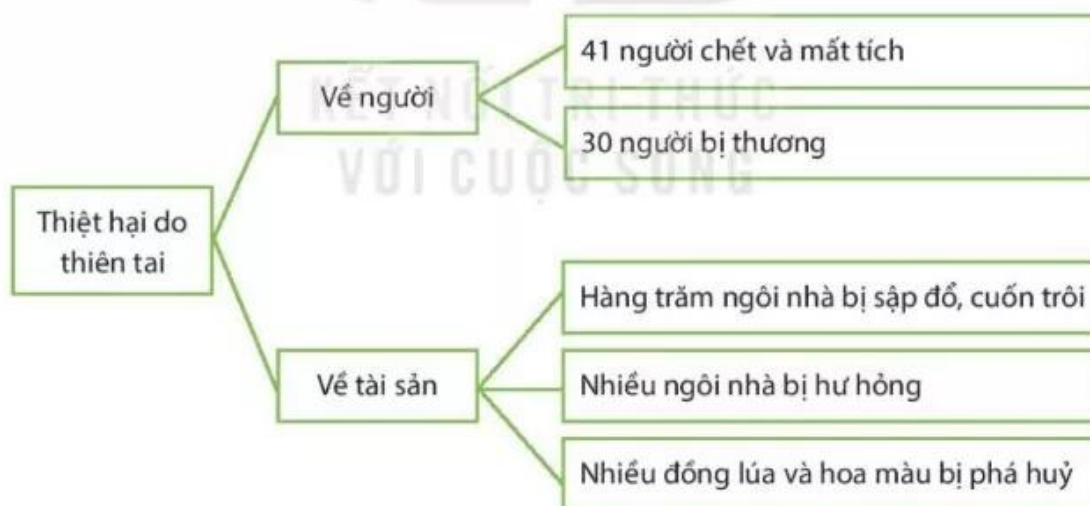 41 người chết và mất tích
Về người
30 người bị thương
KẾT NỐI TRI THỨC
VỚI CUỘC SỐNG
Thiệt hại do
thiên tai
Hàng trăm ngôi nhà bị sập đổ, cuốn trôi
Về tài sản
Nhiều ngôi nhà bị hư hỏng
Nhiều đồng lúa và hoa màu bị phá huỷ